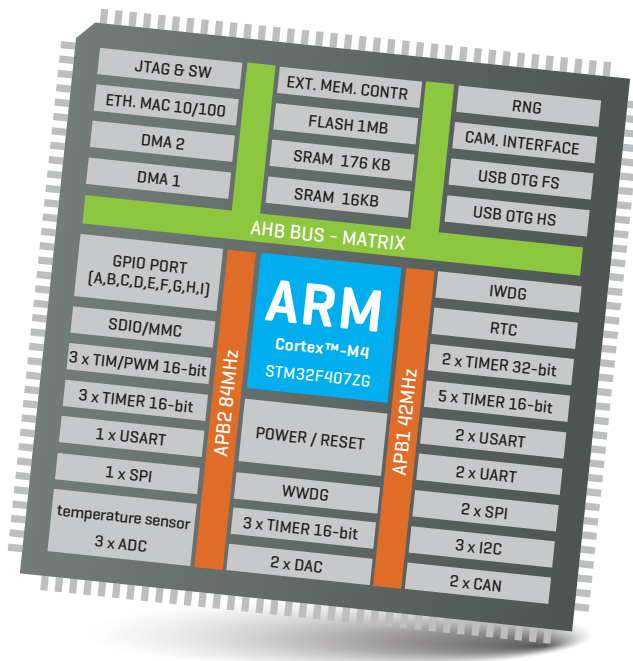 JTAG & SW
ETH. MAC 10/100
DMA 2
DMA 1
EXT. MEM. CONTR
FLASH 1MB
SRAM 176 KB
SRAM 16KB
RNG
CAM. INTERFACE
USB OTG FS
USB OTG HS
AHB BUS - MATRIX
GPIO PORT
(A,B,C,D,E,F,G,H,I)
SDIO/MMC
3 x TIM/PWM 16-bit
3 x TIMER 16-bit
1 x USART
1 x SPI
temperature sensor
3 x ADC
APB2 84MHz
ARM
Cortex™-M4
STM32F407ZG
POWER / RESET
WWDG
3 x TIMER 16-bit
2 x DAC
APB1 42MHz
IWDG
RTC
2 x TIMER 32-bit
5 x TIMER 16-bit
2 x USART
2 x UART
2 x SPI
3 x I2C
2 x CAN